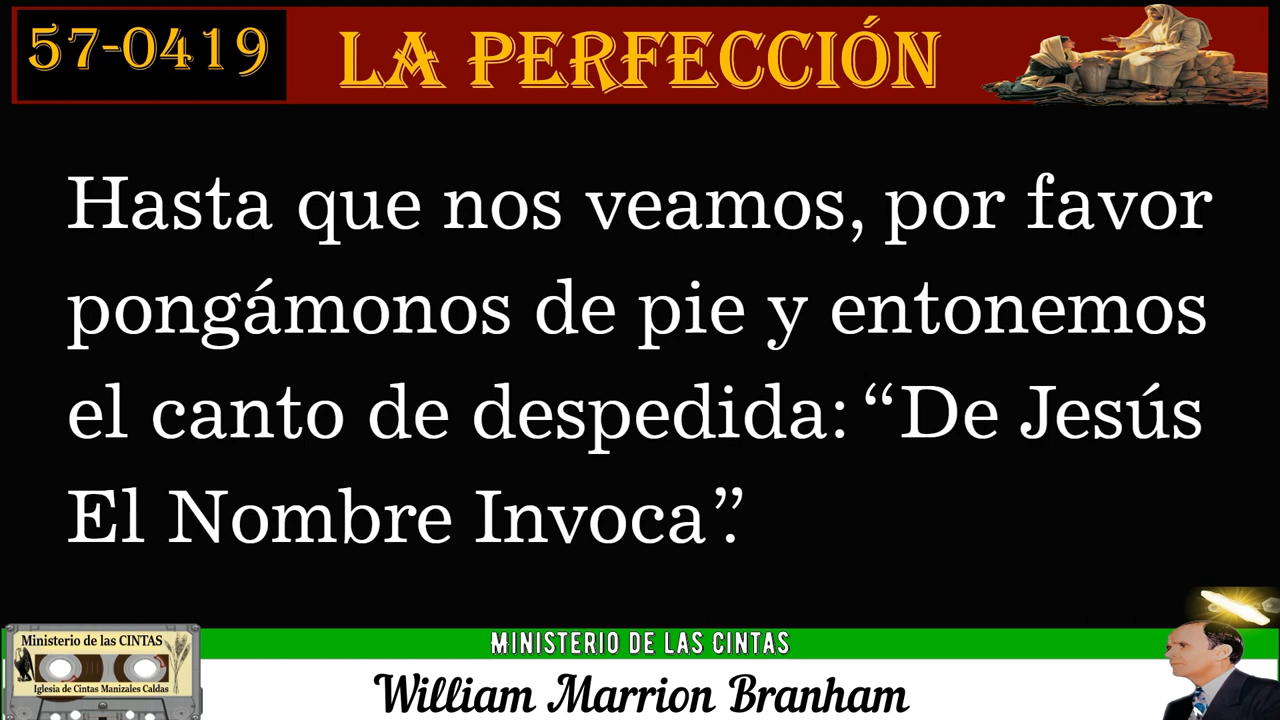 57-0419
LA PERFECCIÓN
Hasta que nos veamos, por favor
pongámonos de pie y entonemos
el canto de despedida: “De Jesús
El Nombre Invoca”.
Ministerio de las CINTAS
Iglesia de Cintas Manizales Caldas
MINISTERIO DE LAS CINTAS
William Marrion Branham